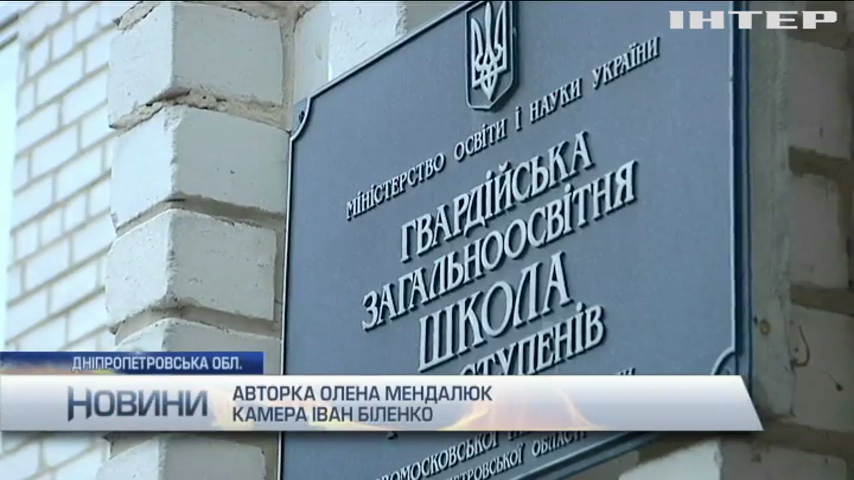 ІНТЕР
МІНІСТЕРСТВО ОСВІТИ І НАУКИ УКРАЇНИ
ГВАРДІЙСЬКА
ЗАГАЛЬНООСВІТНЯ
ШКОЛА
СТУПЕНІВ
ДНІПРОПЕТРОВСЬКА ОБЛ.
НОВИНИ
АВТОРКА ОЛЕНА МЕНДАЛЮК
КАМЕРА ІВАН БІЛЕНКО